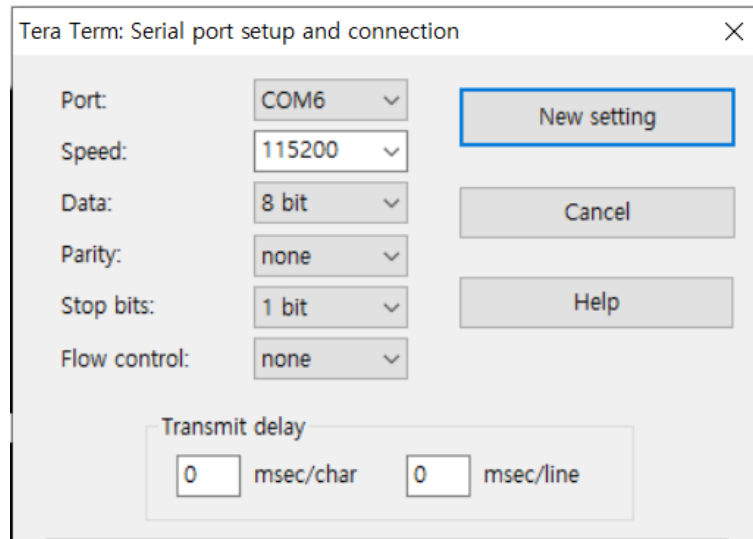 Tera Term: Serial port setup and connection
Port: COM6
New setting
Speed: 115200
Data: 8 bit
Cancel
Parity: none
Stop bits: 1 bit
Help
Flow control: none
Transmit delay
0 msec/char 0 msec/line